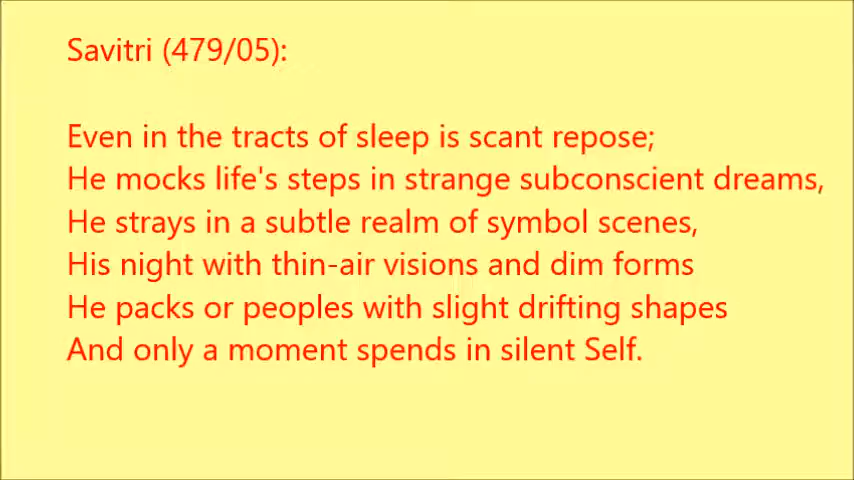 Savitri (479/05):
Even in the tracts of sleep is scant repose;
He mocks life's steps in strange subconscient dreams,
He strays in a subtle realm of symbol scenes,
His night with thin-air visions and dim forms
He packs or peoples with slight drifting shapes
And only a moment spends in silent Self.